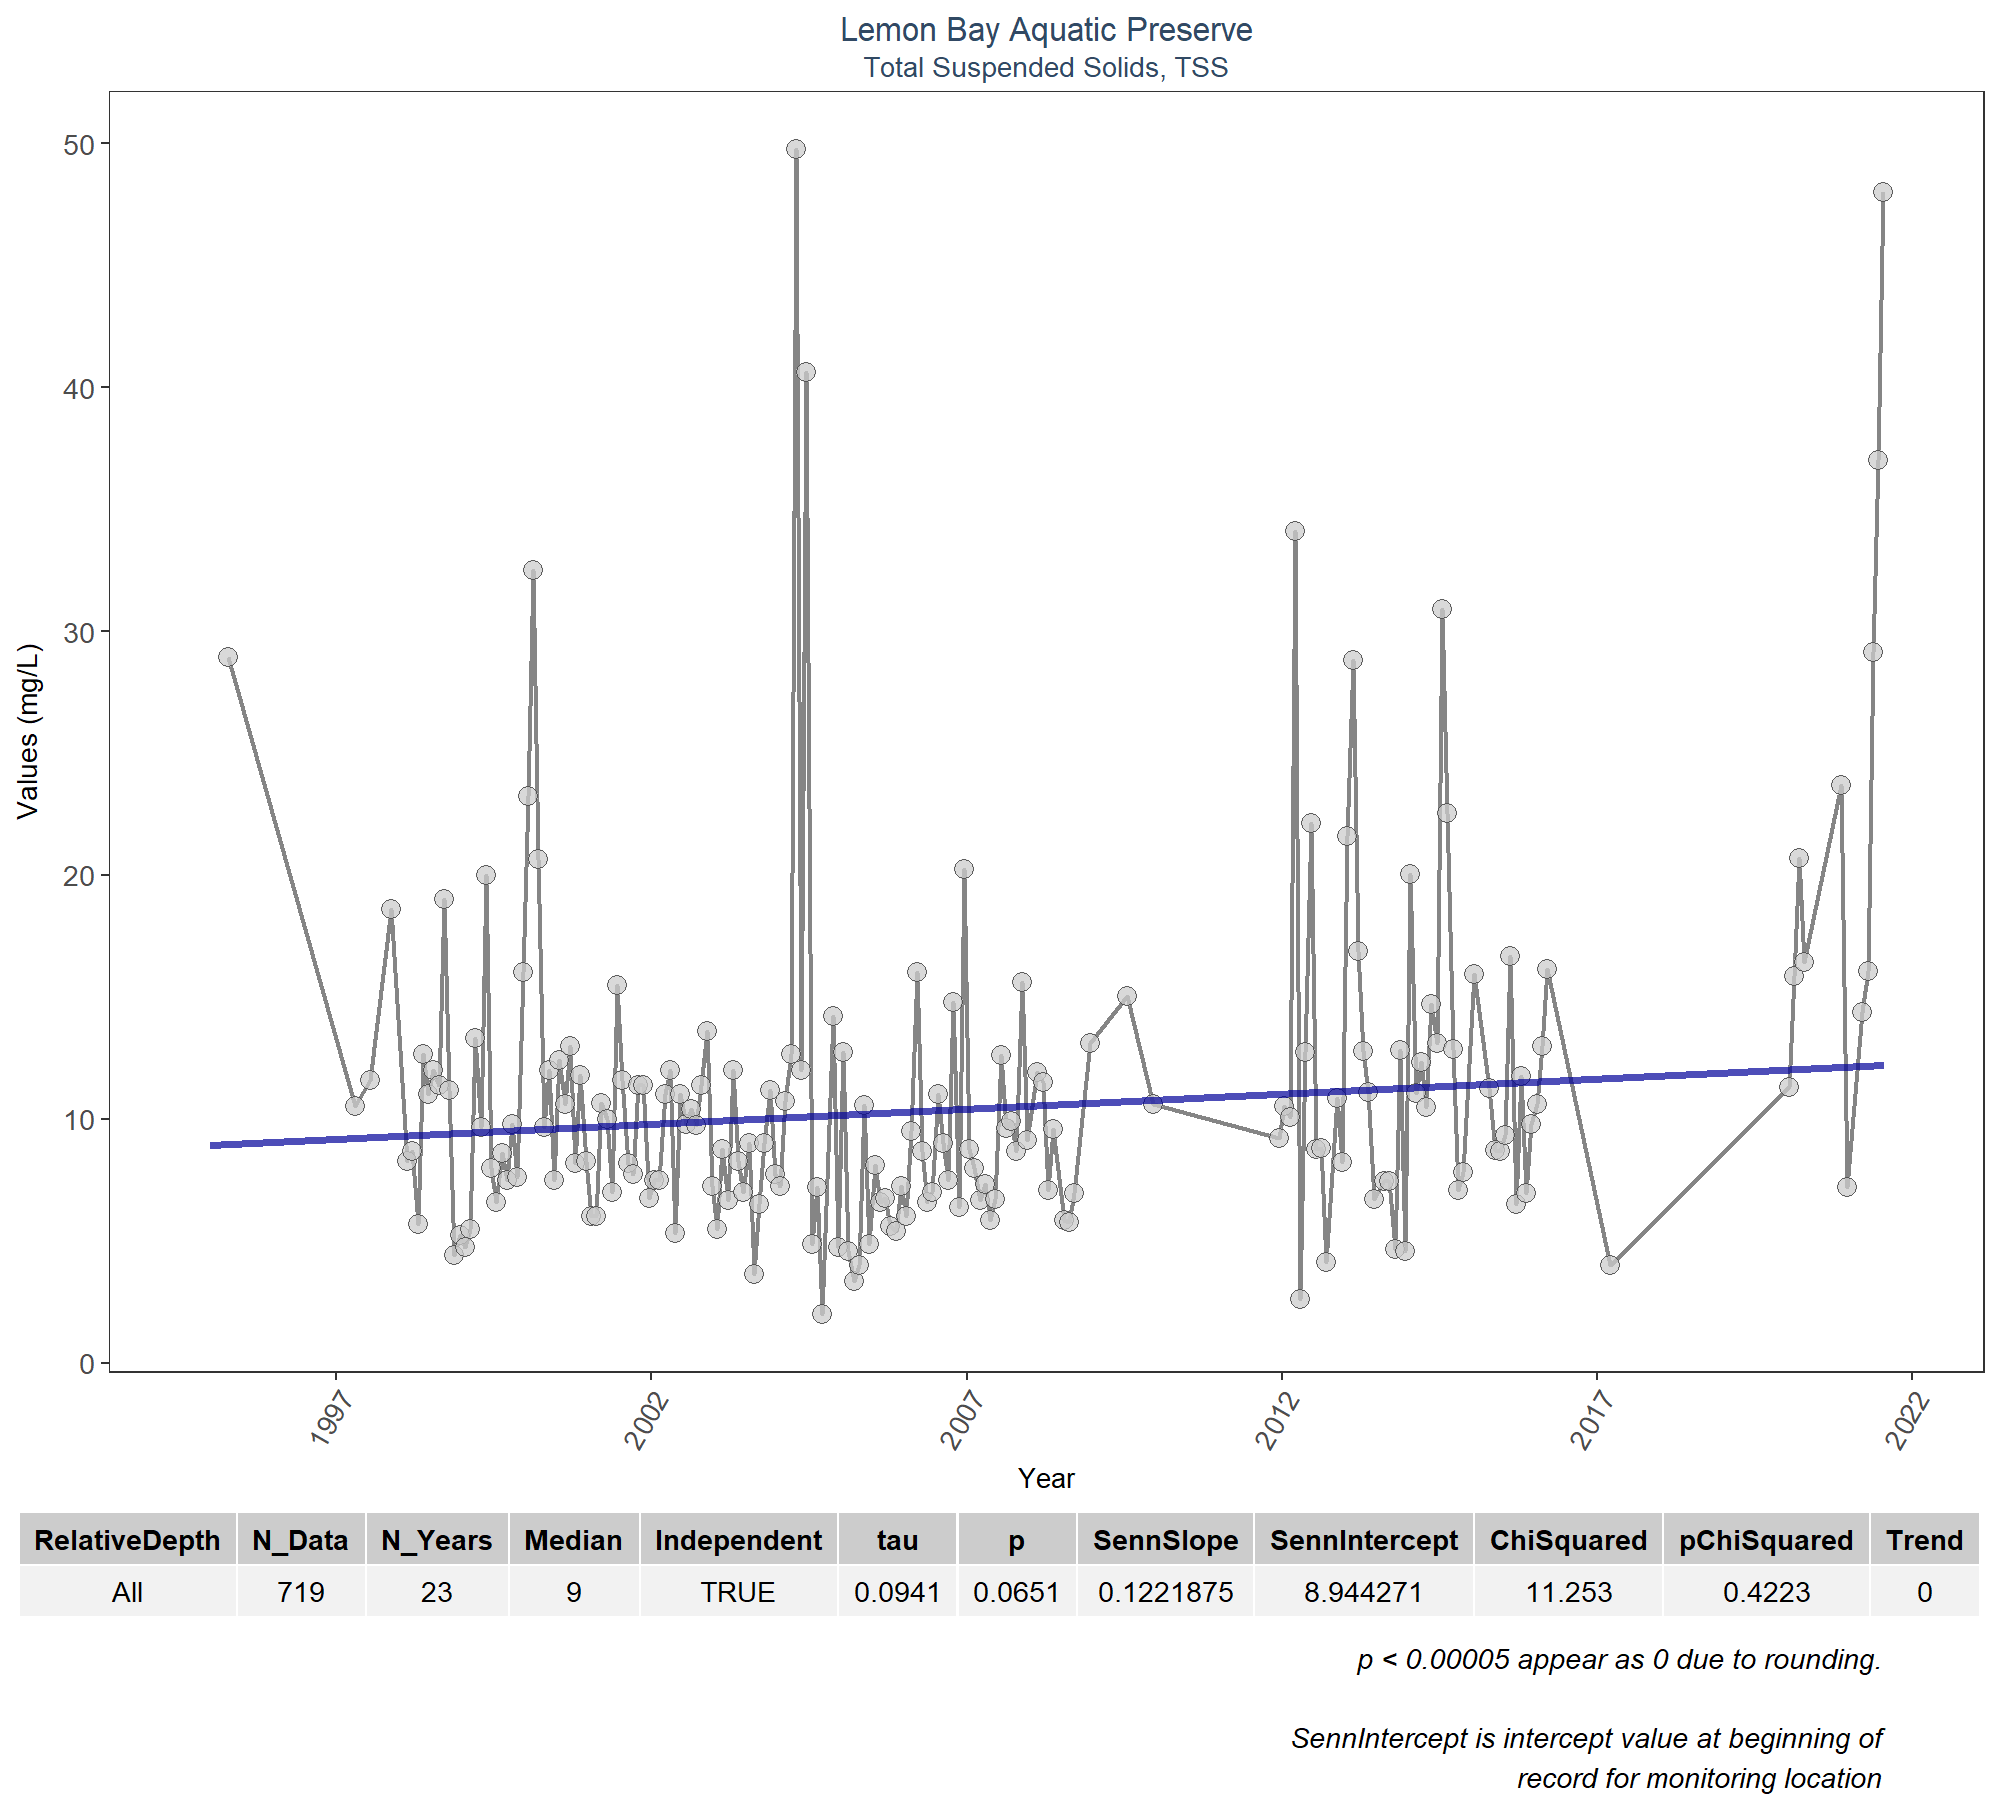 Lemon Bay Aquatic Preserve
Total Suspended Solids, TSS
50
40
30
20
10
0
Values (mg/L)
1997
2002
2007
2012
2017
2022
Year
RelativeDepth N_Data N_Years Median Independent tau p SennSlope SennIntercept ChiSquared pChiSquared Trend
All 719 23 9 TRUE 0.0941 0.0651 0.1221875 8.944271 11.253 0.4223 0
p < 0.00005 appear as 0 due to rounding.
SennIntercept is intercept value at beginning of
record for monitoring location